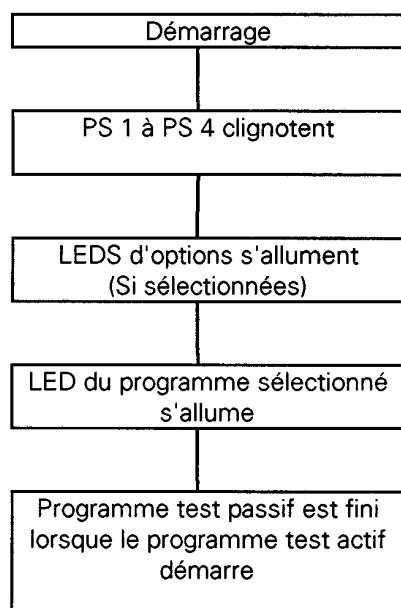 Démarrage
PS 1 à PS 4 clignotent
LEDS d'options s'allument
(Si sélectionnées)
LED du programme sélectionné
s'allume
Programme test passif est fini
lorsque le programme test actif
démarre